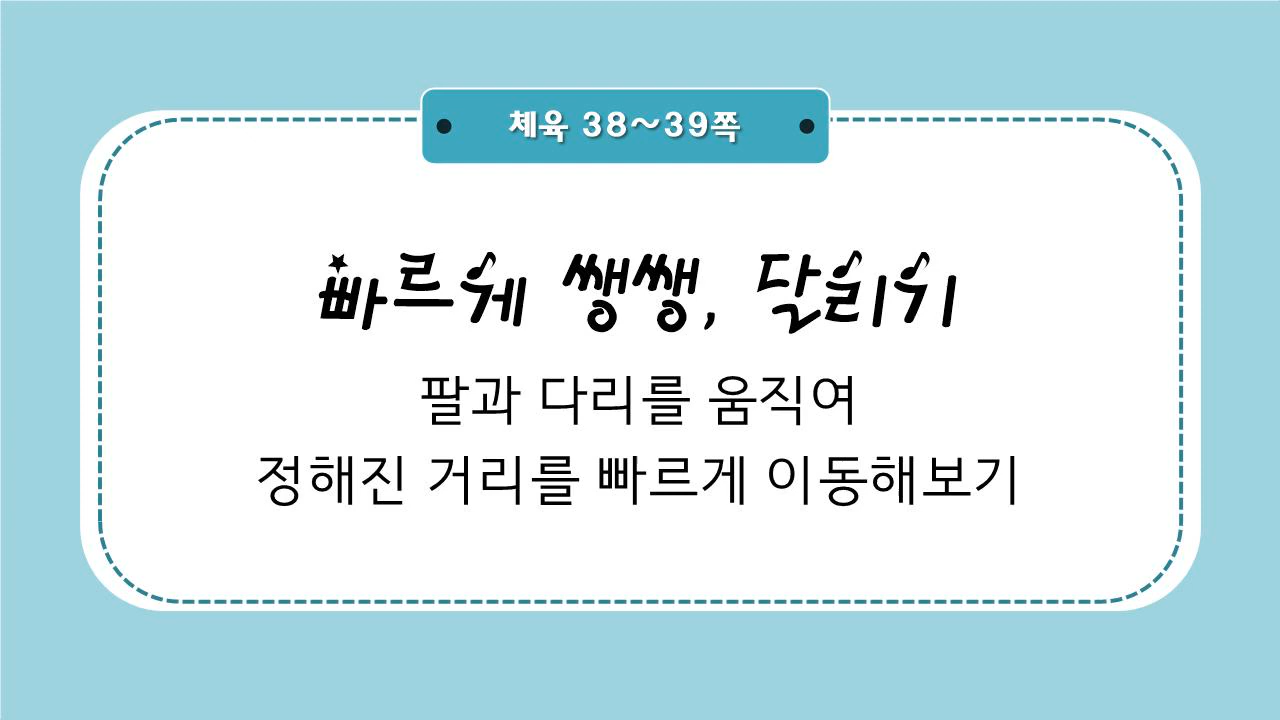 체육 38~39쪽
빠르게 쌩쌩, 달리기
팔과 다리를 움직여
정해진 거리를 빠르게 이동해보기